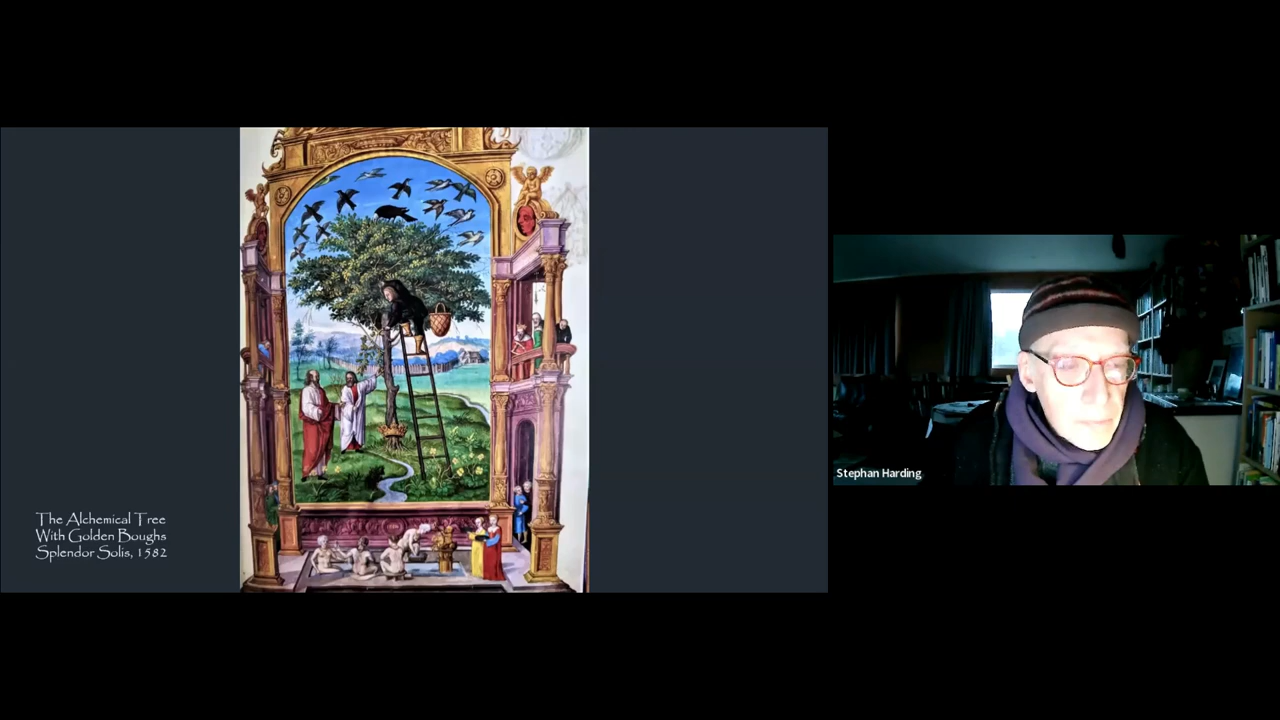 The Alchemical Tree
With Golden Boughs
Splendor Solis, 1582
Stephan Harding